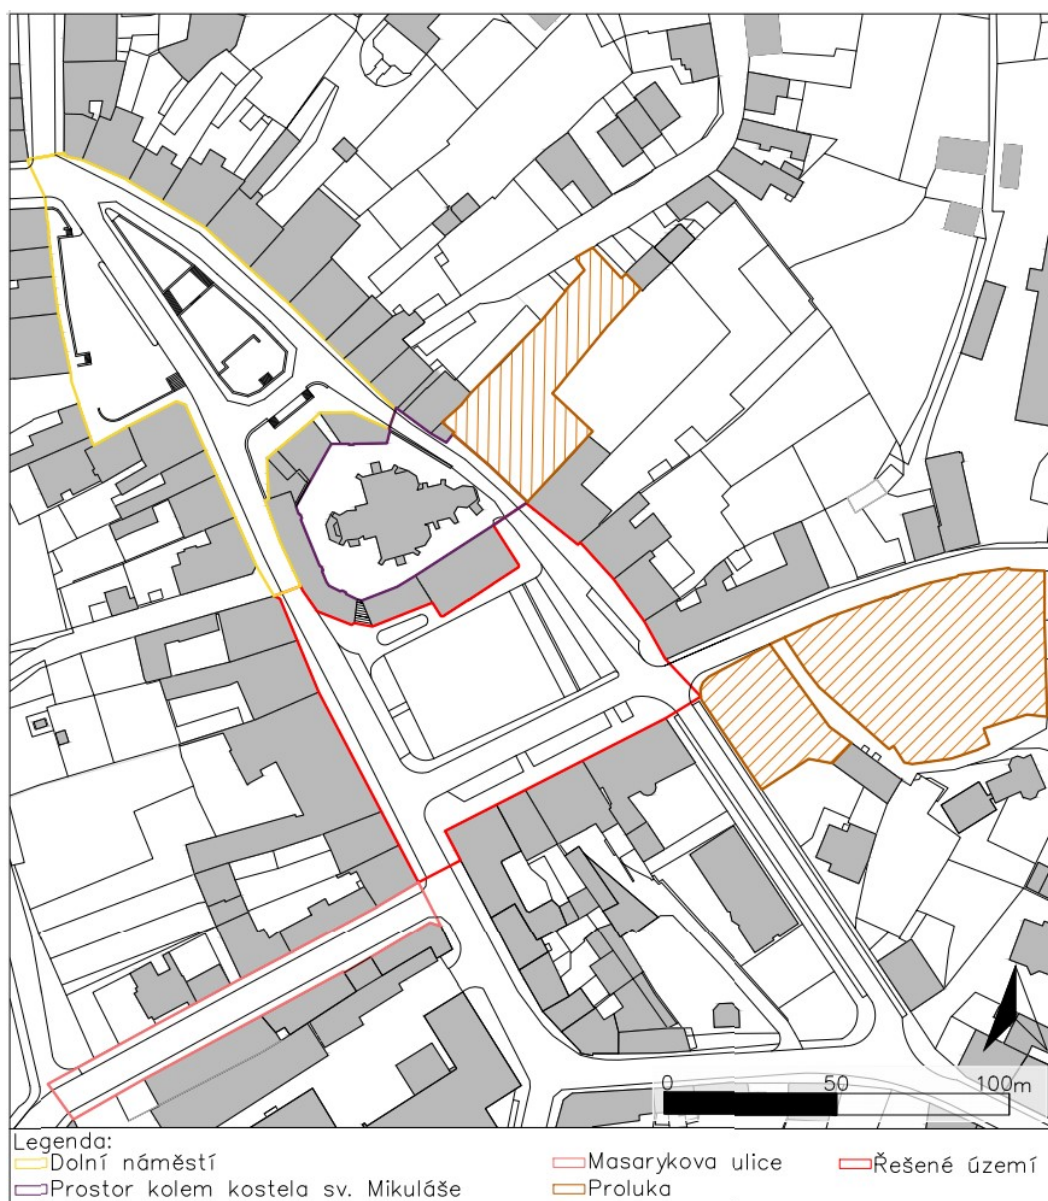 0 50 100m
Legenda:
Dolní náměstí Masarykova ulice Řešené území
Prostor kolem kostela sv. Mikuláše Proluka